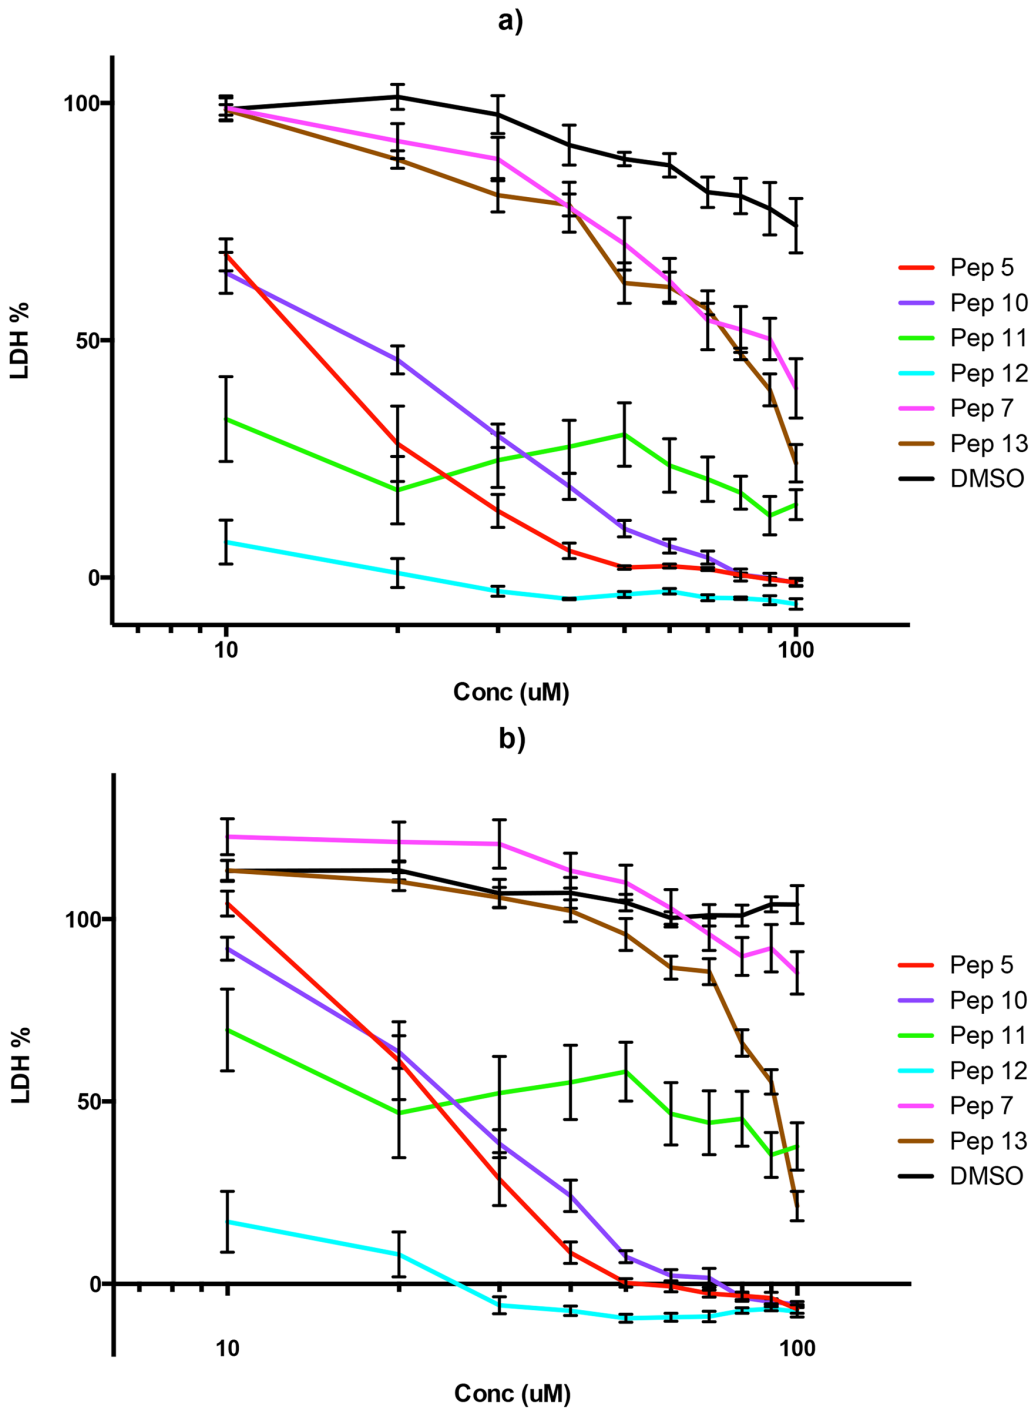 a)
100
50
0
LDH %
10
100
Conc (uM)
Pep 5
Pep 10
Pep 11
Pep 12
Pep 7
Pep 13
DMSO
b)
100
50
0
LDH %
10
100
Conc (uM)
Pep 5
Pep 10
Pep 11
Pep 12
Pep 7
Pep 13
DMSO